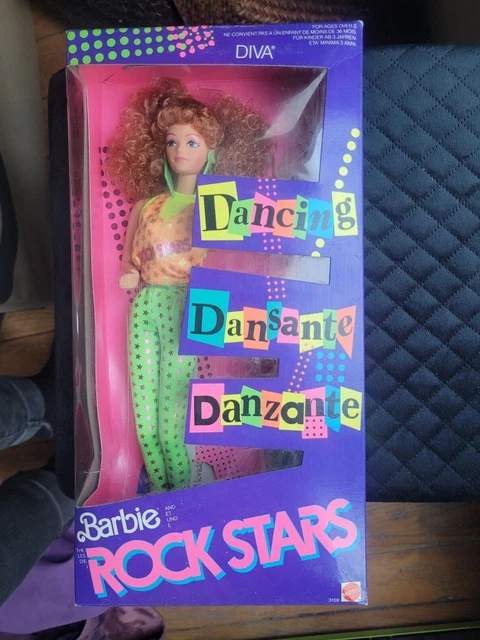 FOR AGES OVER 3
NE CONVIENT PAS A UN ENFANT DE MOINS DE 36 MOIS
FÜR KINDER AB 3 JAHREN
ETA' MINIMA 3 ANNI
DIVA®
Dancing
Dansante
Danzante
Barbie
AND
ET
UND
E
THE
LES
DIE
ROCK STARS
3159